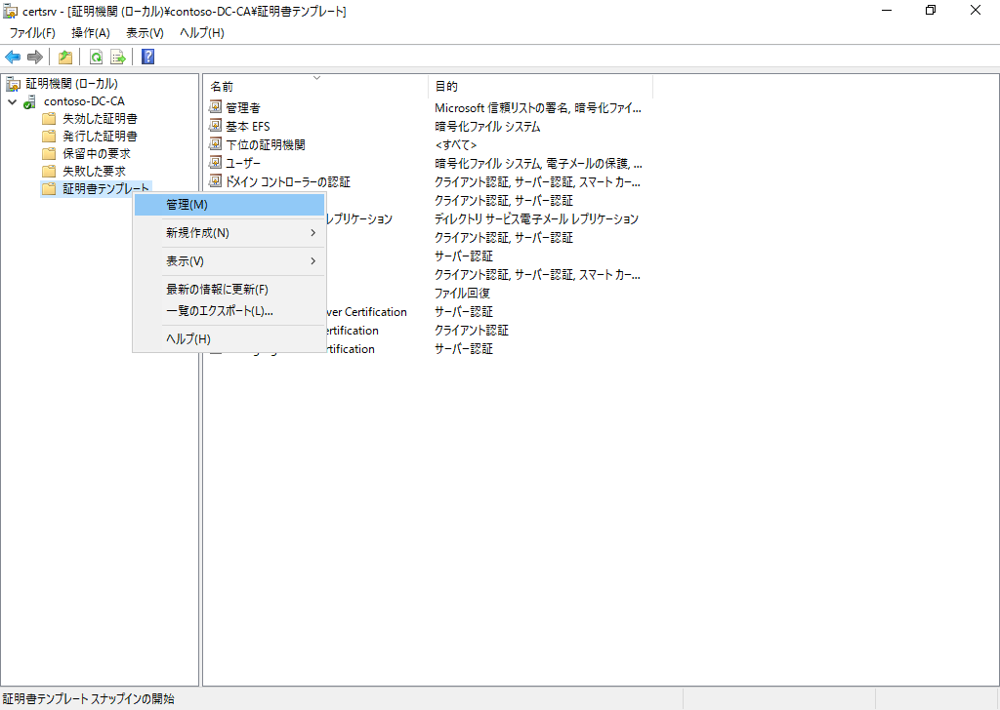 certsrv - [証明機関 (ローカル)¥contoso-DC-CA¥証明書テンプレート]
ファイル(F) 操作(A) 表示(V) ヘルプ(H)
証明機関 (ローカル)
contoso-DC-CA
失効した証明書
発行した証明書
保留中の要求
失敗した要求
証明書テンプレート
管理(M)
新規作成(N)
表示(V)
最新の情報に更新(F)
一覧のエクスポート(L)...
ヘルプ(H)
名前 目的
管理者 Microsoft 信頼リストの署名, 暗号化ファイ...
基本 EFS 暗号化ファイル システム
下位の証明機関 <すべて>
ユーザー 暗号化ファイル システム, 電子メールの保護, ...
ドメイン コントローラーの認証 クライアント認証, サーバー認証, スマート カー...
クライアント認証, サーバー認証
レプリケーション ディレクトリ サービス電子メール レプリケーション
クライアント認証, サーバー認証
サーバー認証
クライアント認証, サーバー認証, スマート カー...
ファイル回復
ver Certification サーバー認証
ertification クライアント認証
rtification サーバー認証
証明書テンプレート スナップインの開始